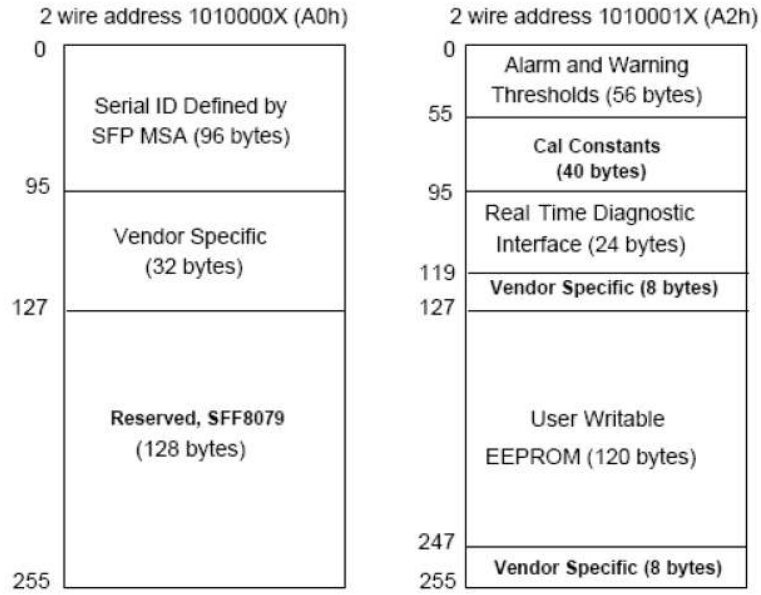 2 wire address 1010000X (A0h)
0
Serial ID Defined by
SFP MSA (96 bytes)
95
Vendor Specific
(32 bytes)
127
Reserved, SFF8079
(128 bytes)
255
2 wire address 1010001X (A2h)
0
Alarm and Warning
Thresholds (56 bytes)
55
Cal Constants
(40 bytes)
95
Real Time Diagnostic
Interface (24 bytes)
119
Vendor Specific (8 bytes)
127
User Writable
EEPROM (120 bytes)
247
Vendor Specific (8 bytes)
255